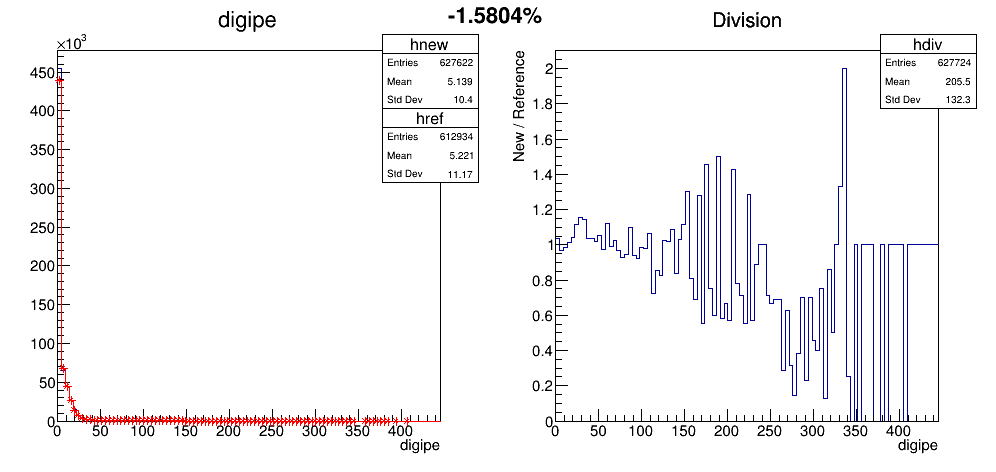 -1.5804%
digipe
×10³
hnew
Entries 627622
Mean 5.139
Std Dev 10.4
href
Entries 612934
Mean 5.221
Std Dev 11.17
450
400
350
300
250
200
150
100
50
0
0 50 100 150 200 250 300 350 400
digipe
Division
hdiv
Entries 627724
Mean 205.5
Std Dev 132.3
New / Reference
2
1.8
1.6
1.4
1.2
1
0.8
0.6
0.4
0.2
0
0 50 100 150 200 250 300 350 400
digipe